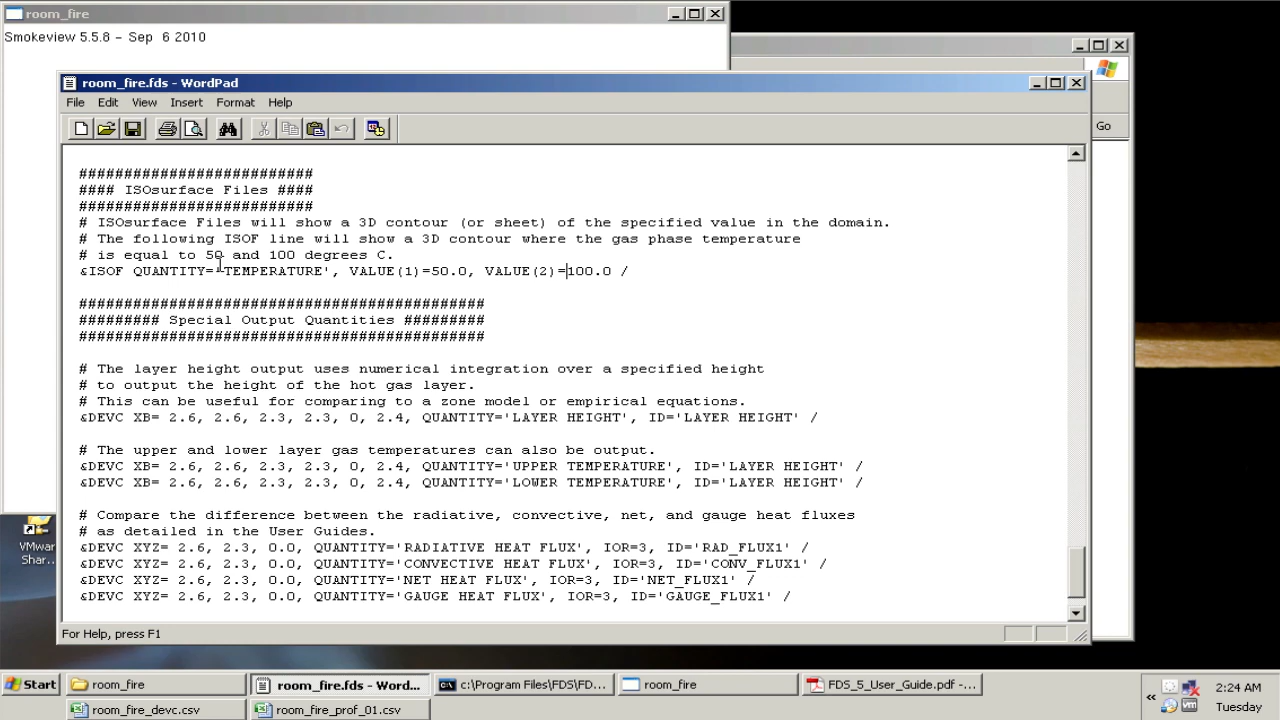 room_fire
Smokeview 5.5.8 - Sep  6 2010
room_fire.fds - WordPad
File Edit View Insert Format Help
Go
##########################
#### ISOsurface Files ####
##########################
# ISOsurface Files will show a 3D contour (or sheet) of the specified value in the domain.
# The following ISOF line will show a 3D contour where the gas phase temperature
# is equal to 50 and 100 degrees C.
&ISOF QUANTITY='TEMPERATURE', VALUE(1)=50.0, VALUE(2)=100.0 /
#############################################
######### Special Output Quantities #########
#############################################
# The layer height output uses numerical integration over a specified height
# to output the height of the hot gas layer.
# This can be useful for comparing to a zone model or empirical equations.
&DEVC XB= 2.6, 2.6, 2.3, 2.3, 0, 2.4, QUANTITY='LAYER HEIGHT', ID='LAYER HEIGHT' /
# The upper and lower layer gas temperatures can also be output.
&DEVC XB= 2.6, 2.6, 2.3, 2.3, 0, 2.4, QUANTITY='UPPER TEMPERATURE', ID='LAYER HEIGHT' /
&DEVC XB= 2.6, 2.6, 2.3, 2.3, 0, 2.4, QUANTITY='LOWER TEMPERATURE', ID='LAYER HEIGHT' /
# Compare the difference between the radiative, convective, net, and gauge heat fluxes
# as detailed in the User Guides.
&DEVC XYZ= 2.6, 2.3, 0.0, QUANTITY='RADIATIVE HEAT FLUX', IOR=3, ID='RAD_FLUX1' /
&DEVC XYZ= 2.6, 2.3, 0.0, QUANTITY='CONVECTIVE HEAT FLUX', IOR=3, ID='CONV_FLUX1' /
&DEVC XYZ= 2.6, 2.3, 0.0, QUANTITY='NET HEAT FLUX', IOR=3, ID='NET_FLUX1' /
&DEVC XYZ= 2.6, 2.3, 0.0, QUANTITY='GAUGE HEAT FLUX', IOR=3, ID='GAUGE_FLUX1' /
VMwar
Shar...
For Help, press F1
Start room_fire room_fire.fds - Word... c:\Program Files\FDS\FD... room_fire FDS_5_User_Guide.pdf -... 2:24 AM
room_fire_devc.csv room_fire_prof_01.csv Tuesday